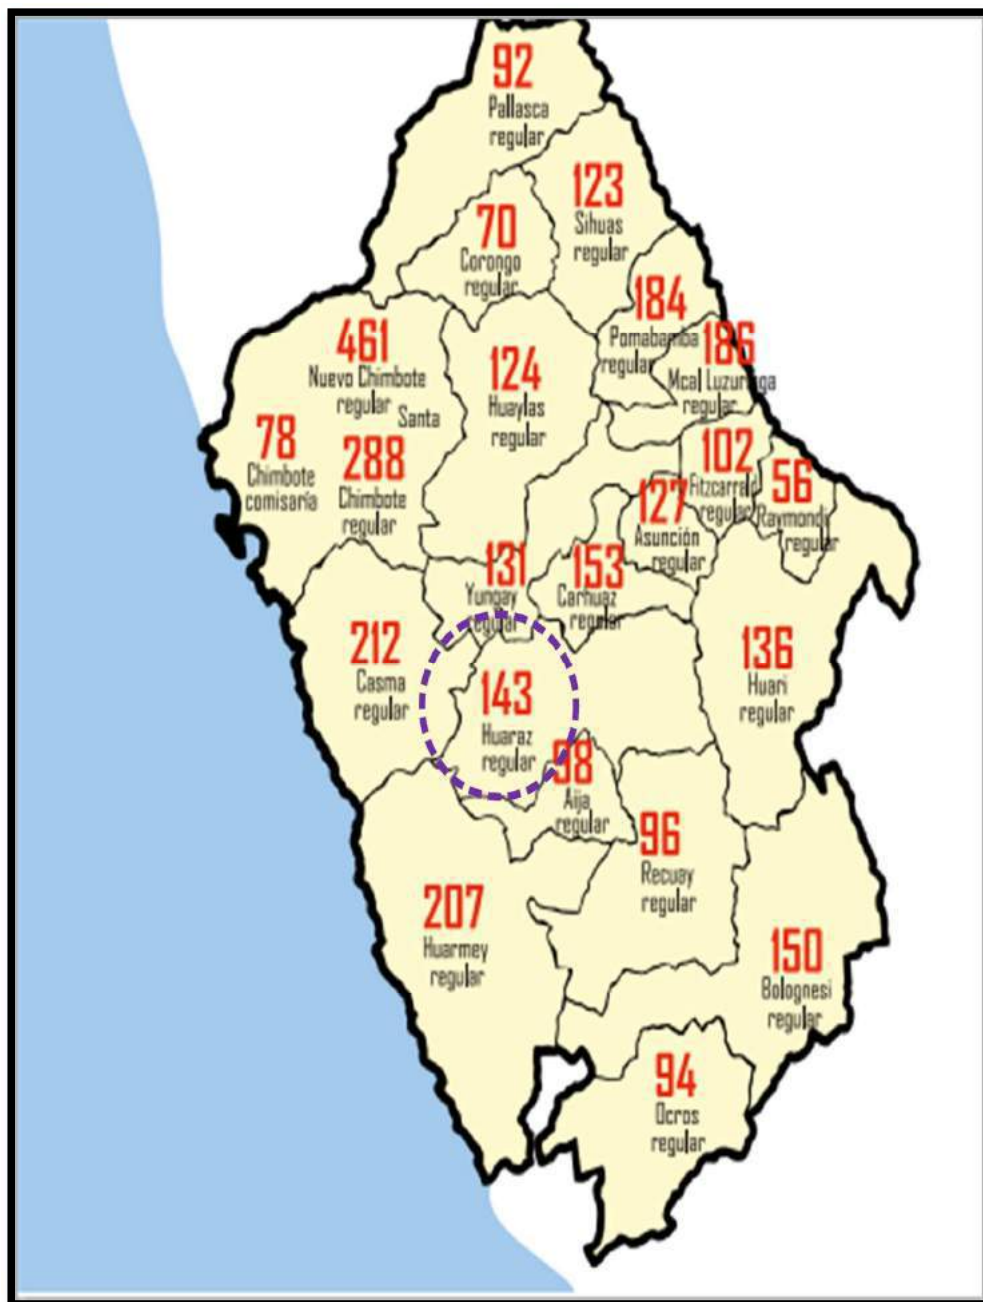 92
Pallasca
regular
123
Sihuas
regular
70
Corongo
regular
184
Pomabamba
regular
186
Mcal Luzuriaga
regular
461
Nuevo Chimbote
regular
Santa
124
Huaylas
regular
78
Chimbote
comisaría
288
Chimbote
regular
102
Fitzcarrald
regular
56
Raymondi
regular
127
Asunción
regular
131
Yungay
regular
153
Carhuaz
regular
212
Casma
regular
143
Huaraz
regular
136
Huari
regular
98
Aija
regular
96
Recuay
regular
207
Huarmey
regular
150
Bolognesi
regular
94
Ocros
regular